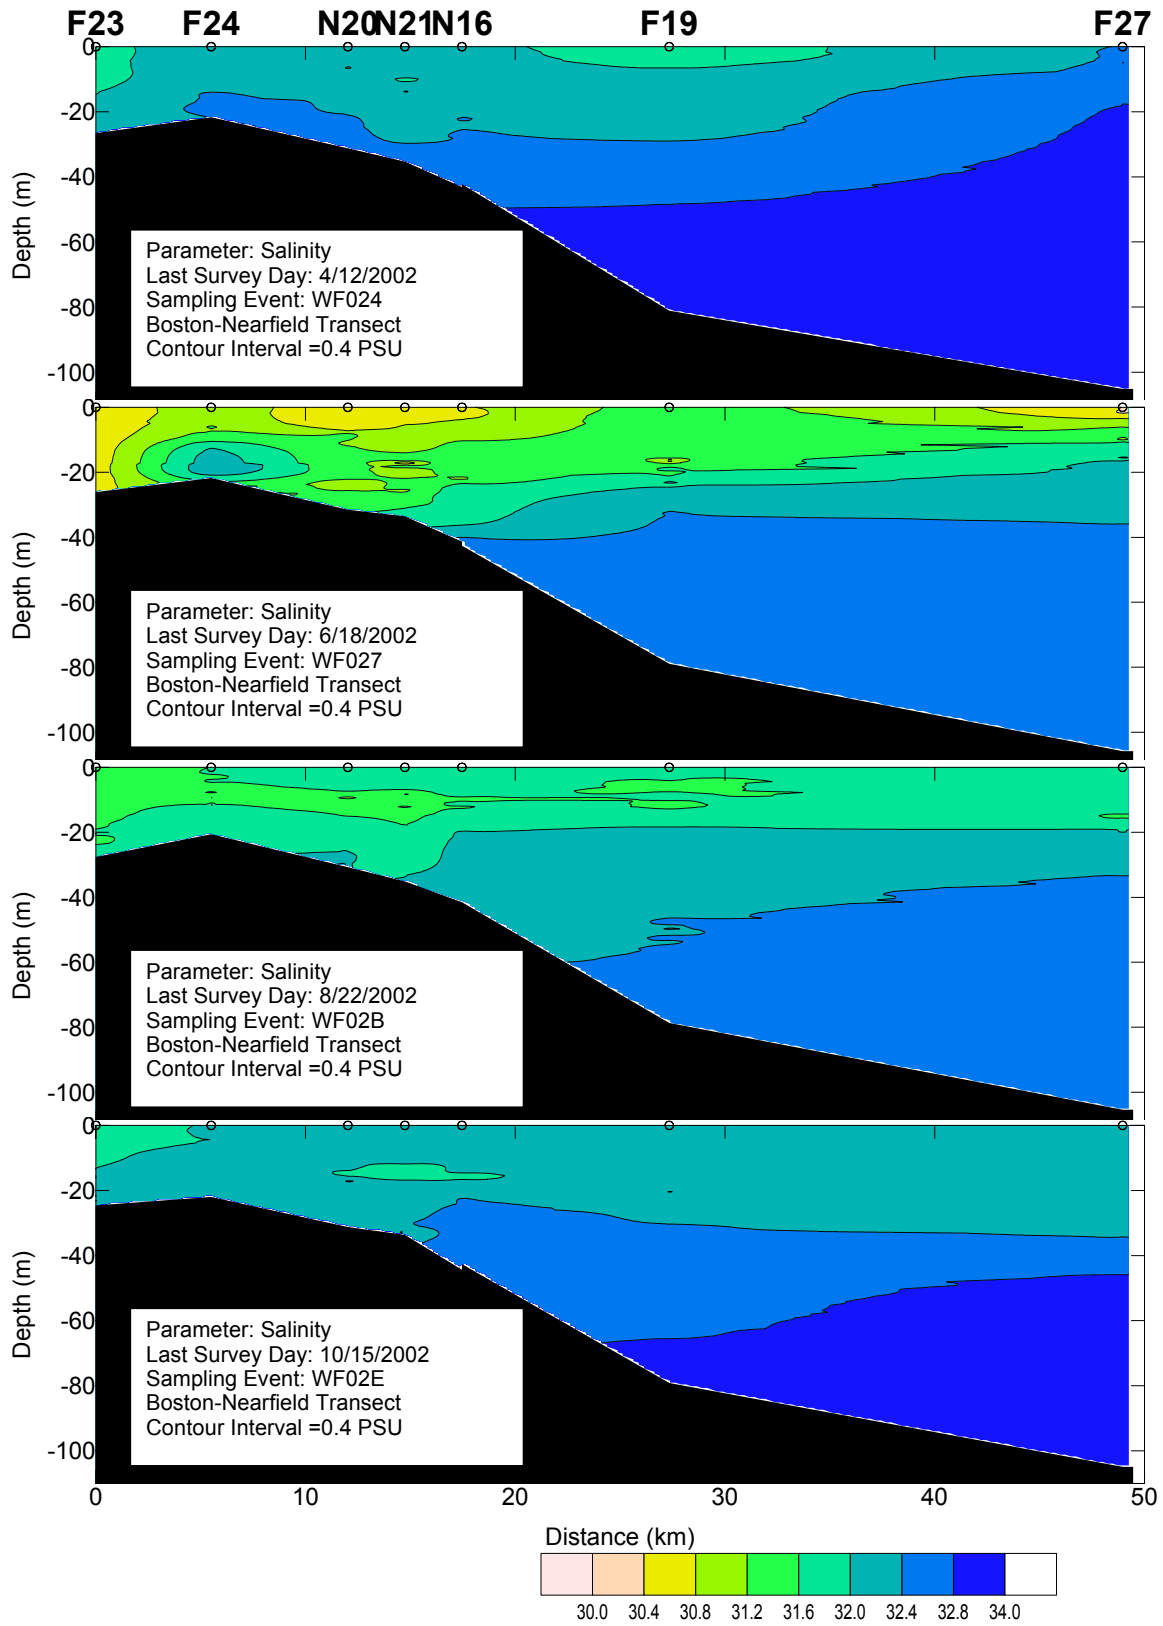 F23 F24 N20 N21 N16 F19 F27
0
-20
-40
-60
-80
-100
Depth (m)
Parameter: Salinity
Last Survey Day: 4/12/2002
Sampling Event: WF024
Boston-Nearfield Transect
Contour Interval =0.4 PSU
0
-20
-40
-60
-80
-100
Depth (m)
Parameter: Salinity
Last Survey Day: 6/18/2002
Sampling Event: WF027
Boston-Nearfield Transect
Contour Interval =0.4 PSU
0
-20
-40
-60
-80
-100
Depth (m)
Parameter: Salinity
Last Survey Day: 8/22/2002
Sampling Event: WF02B
Boston-Nearfield Transect
Contour Interval =0.4 PSU
0
-20
-40
-60
-80
-100
Depth (m)
Parameter: Salinity
Last Survey Day: 10/15/2002
Sampling Event: WF02E
Boston-Nearfield Transect
Contour Interval =0.4 PSU
0 10 20 30 40 50
Distance (km)
30.0 30.4 30.8 31.2 31.6 32.0 32.4 32.8 34.0